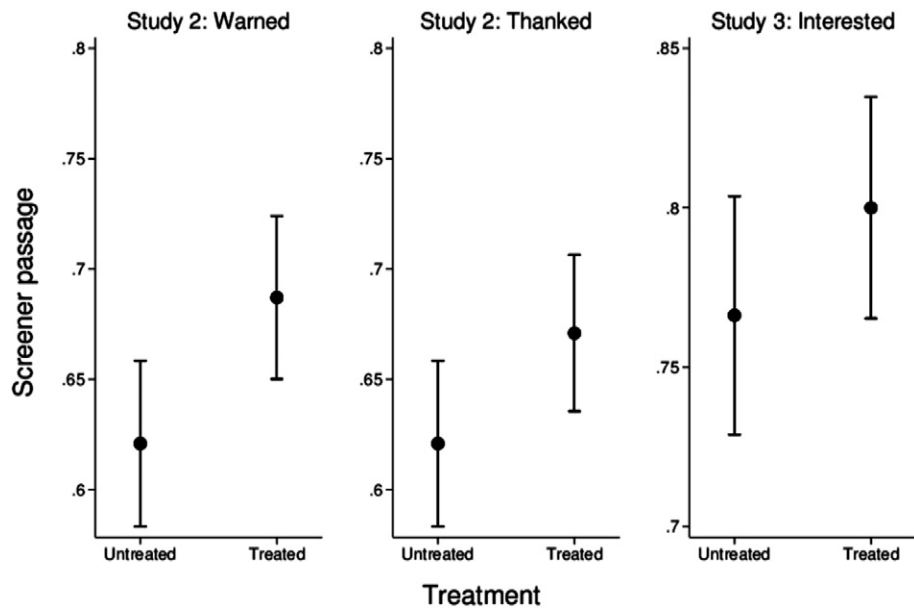 Study 2: Warned
Study 2: Thanked
Study 3: Interested
Screener passage
.8
.75
.7
.65
.6
.8
.75
.7
.65
.6
.85
.8
.75
.7
Untreated
Treated
Untreated
Treated
Untreated
Treated
Treatment